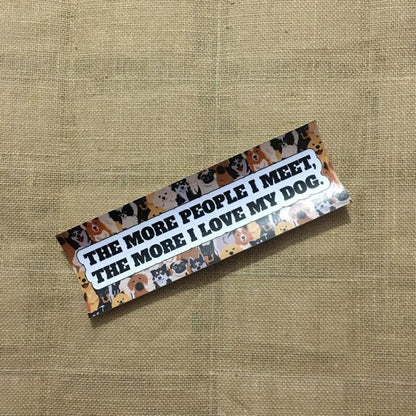 THE MORE PEOPLE I MEET,
THE MORE I LOVE MY DOG.